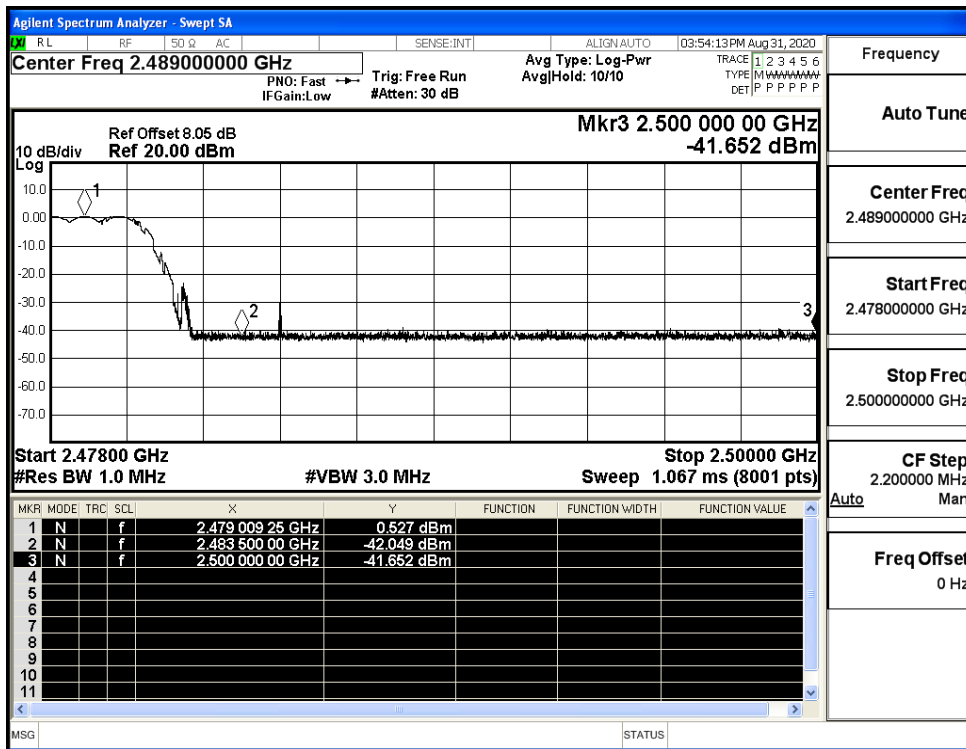 Agilent Spectrum Analyzer - Swept SA
LXI RL RF 50 Ω AC SENSE:INT ALIGN AUTO 03:54:13 PM Aug 31, 2020
Center Freq 2.489000000 GHz
PNO: Fast
IFGain:Low
Trig: Free Run
#Atten: 30 dB
Avg Type: Log-Pwr
Avg|Hold: 10/10
TRACE 1 2 3 4 5 6
TYPE M WWWWW
DET P P P P P P
Ref Offset 8.05 dB
Ref 20.00 dBm
10 dB/div
Log
Mkr3 2.500 000 00 GHz
-41.652 dBm
10.0
0.00
-10.0
-20.0
-30.0
-40.0
-50.0
-60.0
-70.0
1
2
3
Start 2.47800 GHz
#Res BW 1.0 MHz
#VBW 3.0 MHz
Stop 2.50000 GHz
Sweep 1.067 ms (8001 pts)
MKR MODE TRC SCL X Y FUNCTION FUNCTION WIDTH FUNCTION VALUE
1 N f 2.479 009 25 GHz 0.527 dBm
2 N f 2.483 500 00 GHz -42.049 dBm
3 N f 2.500 000 00 GHz -41.652 dBm
4
5
6
7
8
9
10
11
MSG
STATUS
Frequency
Auto Tune
Center Freq
2.489000000 GHz
Start Freq
2.478000000 GHz
Stop Freq
2.500000000 GHz
CF Step
2.200000 MHz
Auto Man
Freq Offset
0 Hz